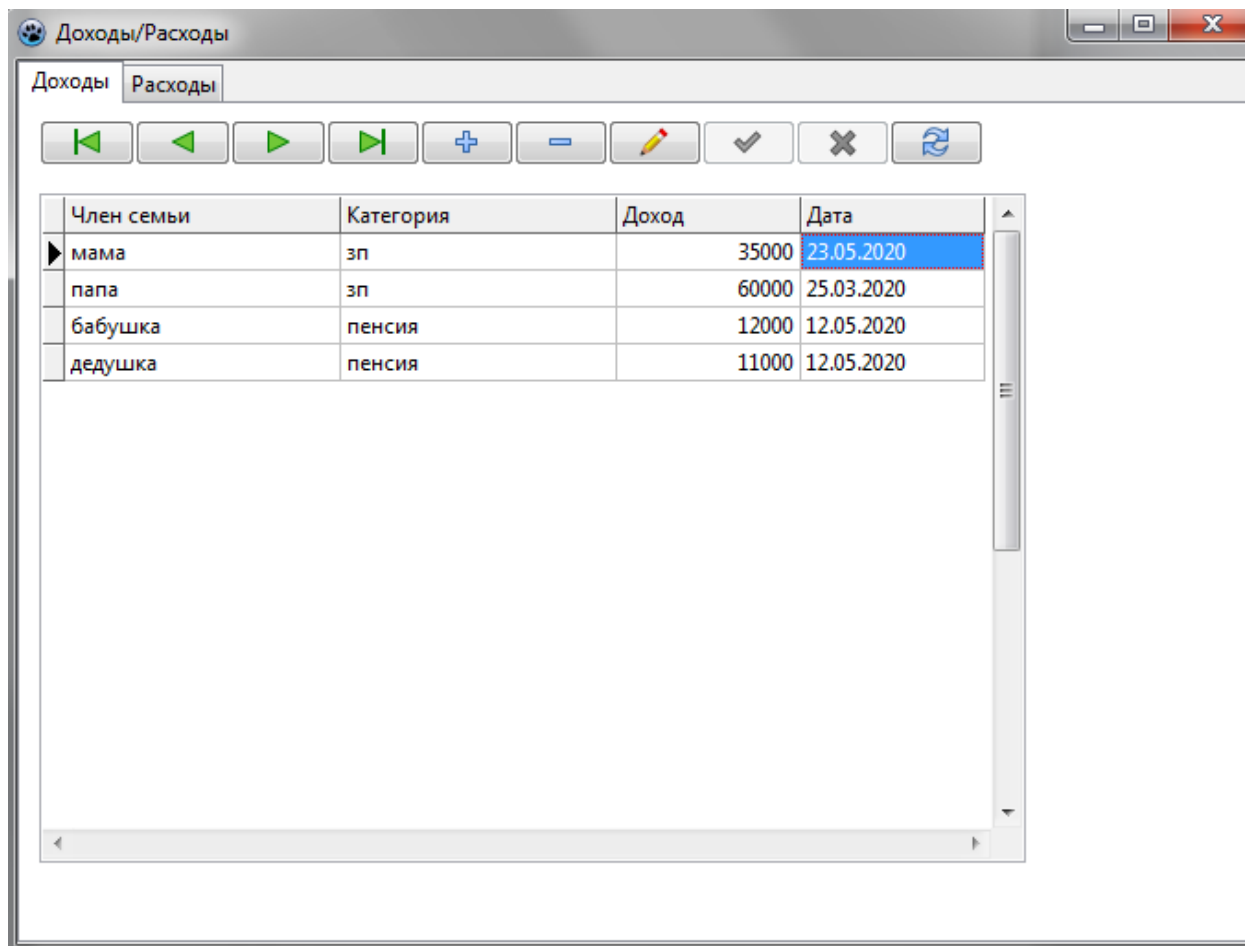 Доходы/Расходы
Доходы Расходы
Член семьи Категория Доход Дата
мама зп 35000 23.05.2020
папа зп 60000 25.03.2020
бабушка пенсия 12000 12.05.2020
дедушка пенсия 11000 12.05.2020